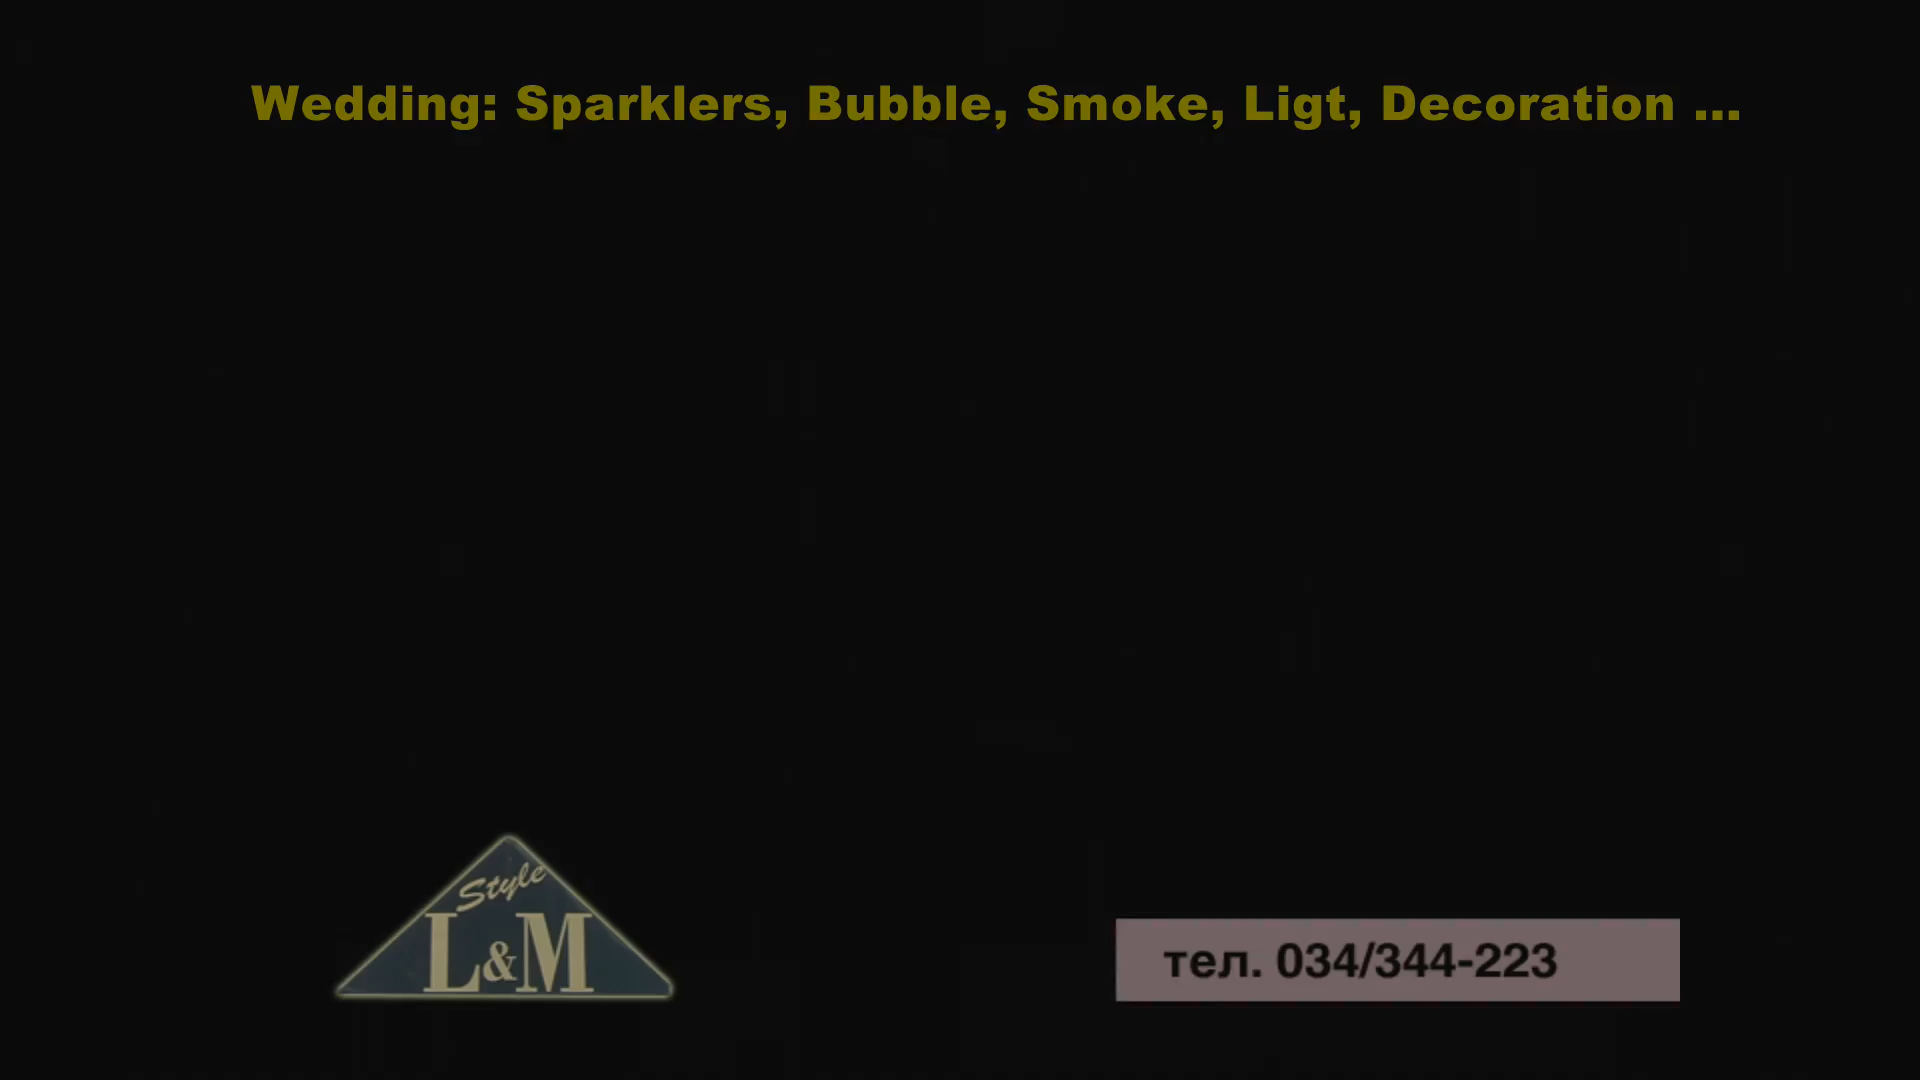 Wedding: Sparklers, Bubble, Smoke, Ligt, Decoration ...
Style
L&M
тел. 034/344-223